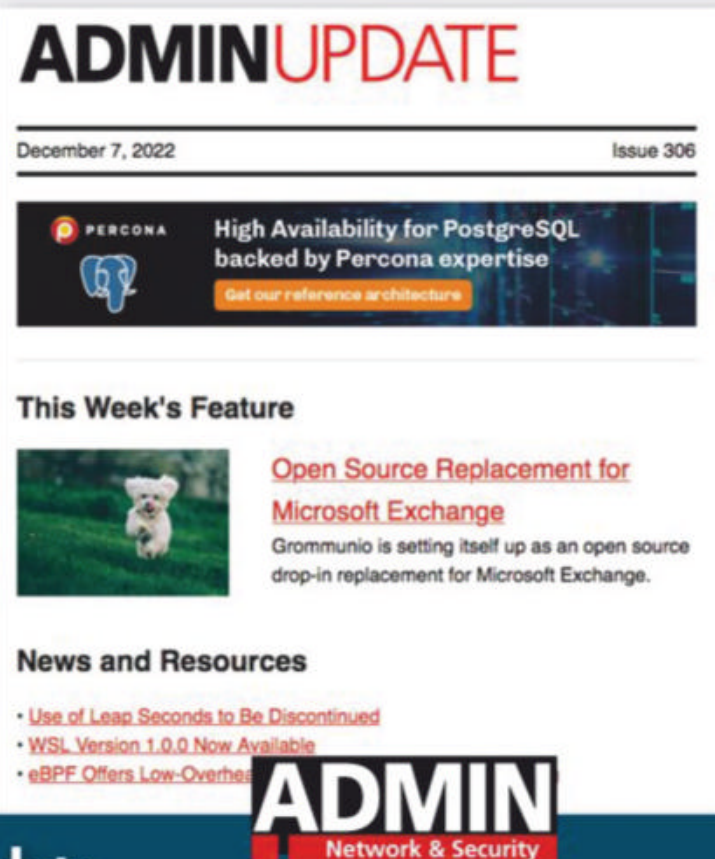 ADMINUPDATE
December 7, 2022 Issue 306
PERCONA
High Availability for PostgreSQL
backed by Percona expertise
Get our reference architecture
This Week's Feature
Open Source Replacement for
Microsoft Exchange
Grommunio is setting itself up as an open source
drop-in replacement for Microsoft Exchange.
News and Resources
• Use of Leap Seconds to Be Discontinued
• WSL Version 1.0.0 Now Available
• eBPF Offers
ADMIN
Network & Security